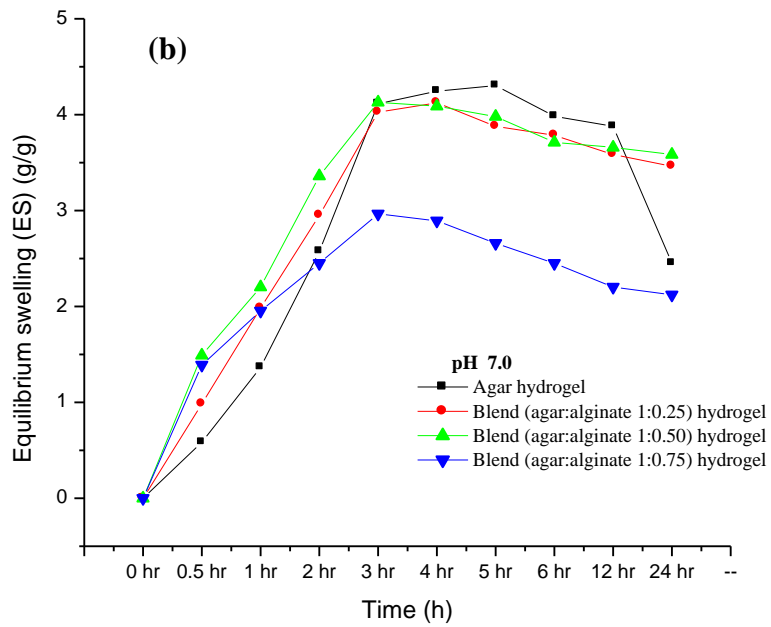 (b)
Equilibrium swelling (ES) (g/g)
5
4
3
2
1
0
pH 7.0
Agar hydrogel
Blend (agar:alginate 1:0.25) hydrogel
Blend (agar:alginate 1:0.50) hydrogel
Blend (agar:alginate 1:0.75) hydrogel
0 hr 0.5 hr 1 hr 2 hr 3 hr 4 hr 5 hr 6 hr 12 hr 24 hr --
Time (h)